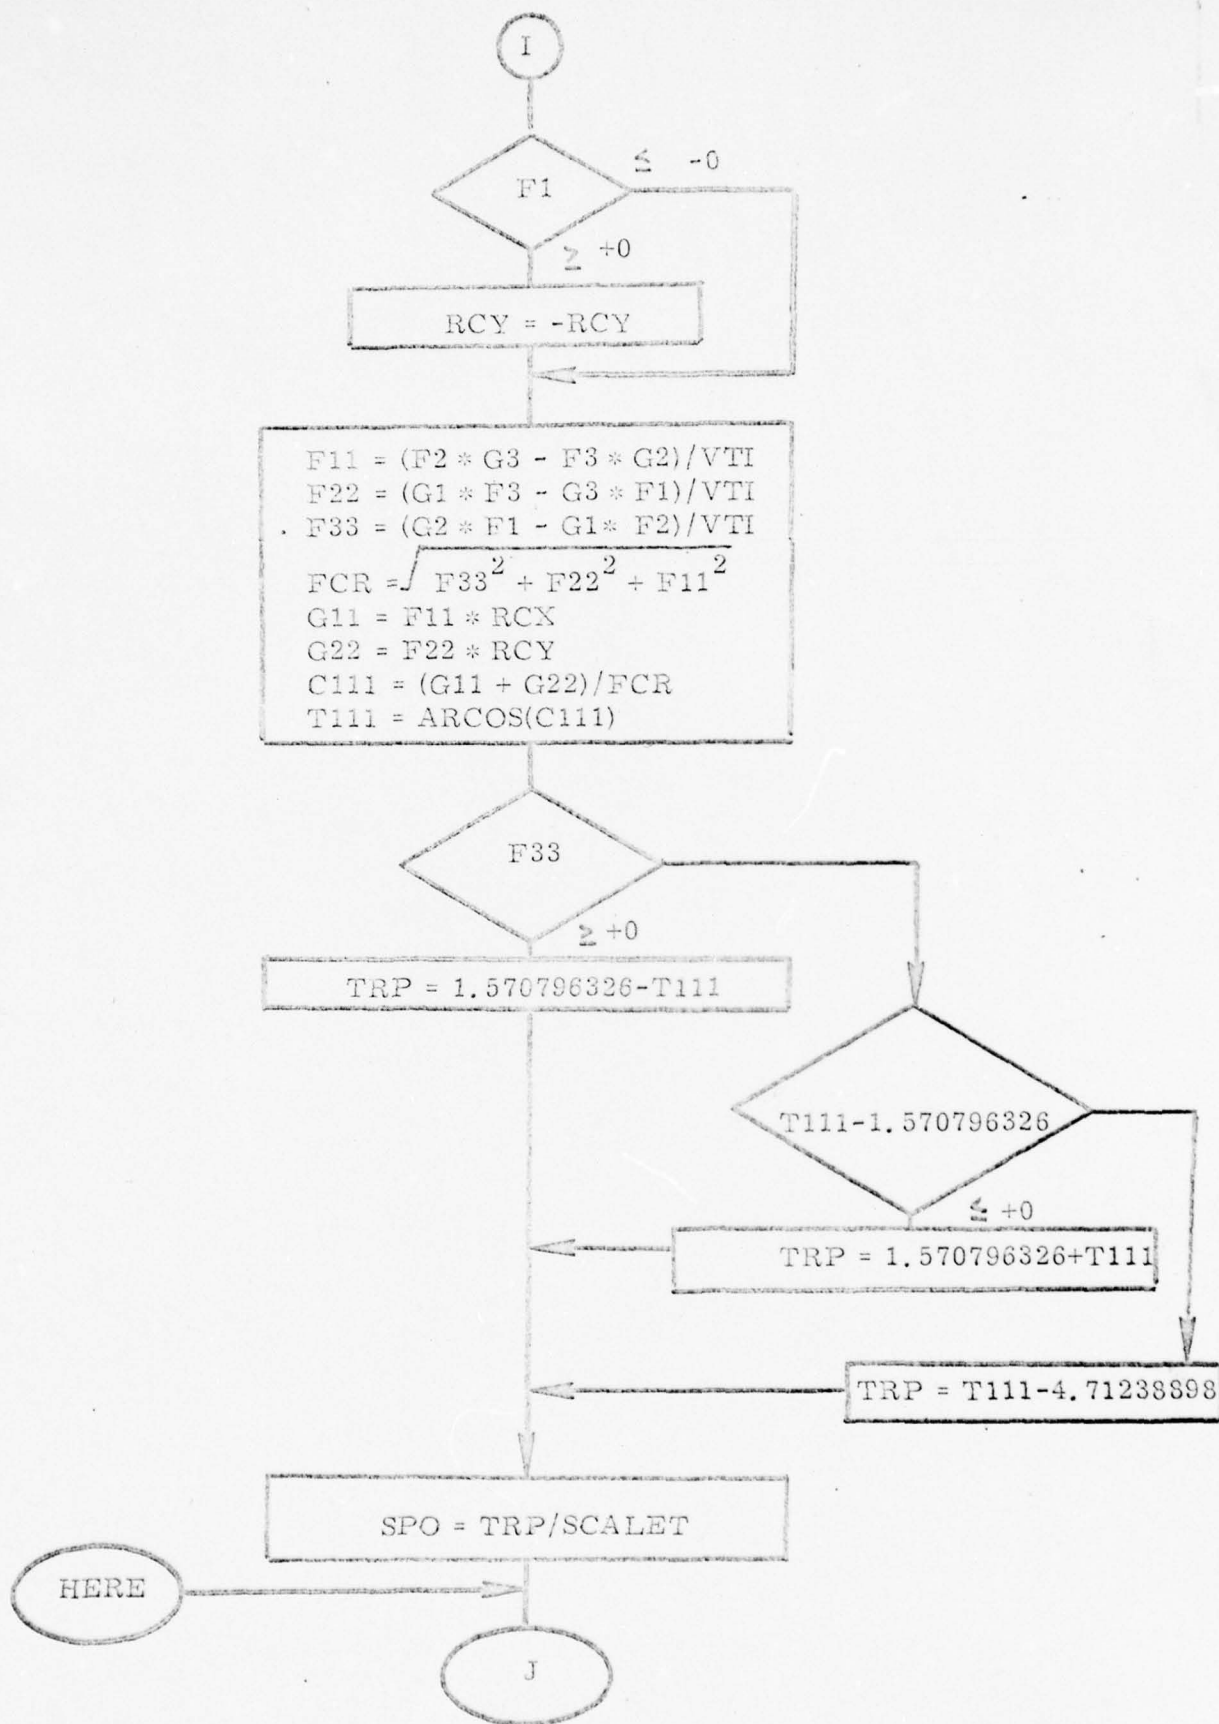 I
F1
≤ -0
≥ +0
RCY = -RCY
F11 = (F2 * G3 - F3 * G2)/VTI
F22 = (G1 * F3 - G3 * F1)/VTI
F33 = (G2 * F1 - G1* F2)/VTI
FCR = √ F33² + F22² + F11²
G11 = F11 * RCX
G22 = F22 * RCY
C111 = (G11 + G22)/FCR
T111 = ARCOS(C111)
F33
≥ +0
TRP = 1.570796326-T111
T111-1.570796326
≤ +0
TRP = 1.570796326+T111
TRP = T111-4.71238898
SPO = TRP/SCALET
HERE
J